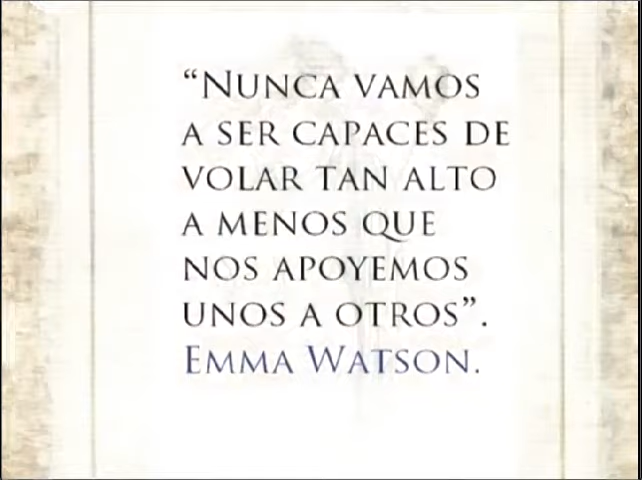 “Nunca vamos
a ser capaces de
volar tan alto
a menos que
nos apoyemos
unos a otros”.
Emma Watson.